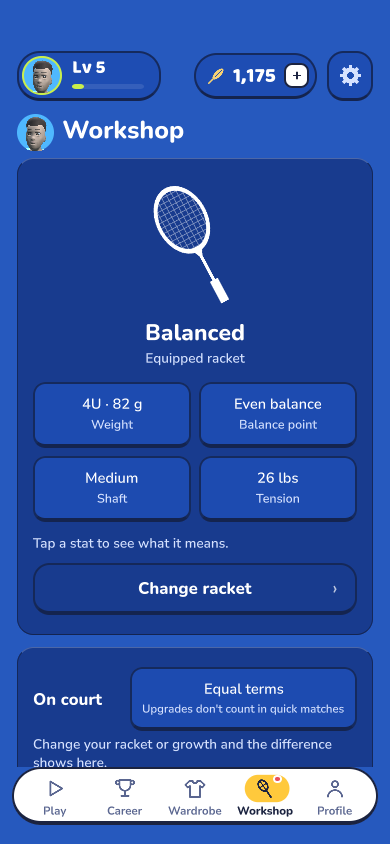 Lv 5
1,175
+
Workshop
Balanced
Equipped racket
4U · 82 g
Weight
Even balance
Balance point
Medium
Shaft
26 lbs
Tension
Tap a stat to see what it means.
Change racket ›
On court
Equal terms
Upgrades don't count in quick matches
Change your racket or growth and the difference
shows here.
Play
Career
Wardrobe
Workshop
Profile